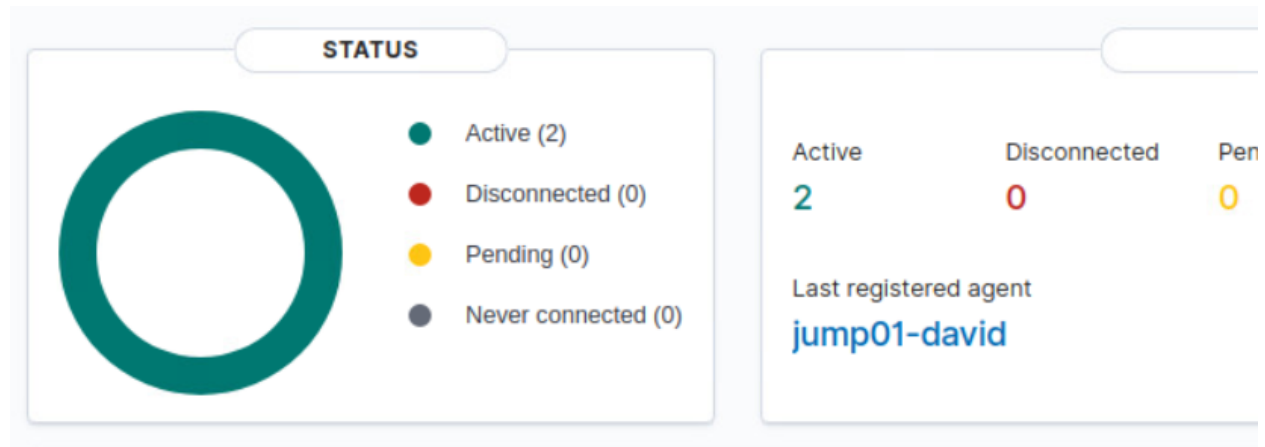 STATUS
Active (2)
Disconnected (0)
Pending (0)
Never connected (0)
Active Disconnected Pen
2 0 0
Last registered agent
jump01-david